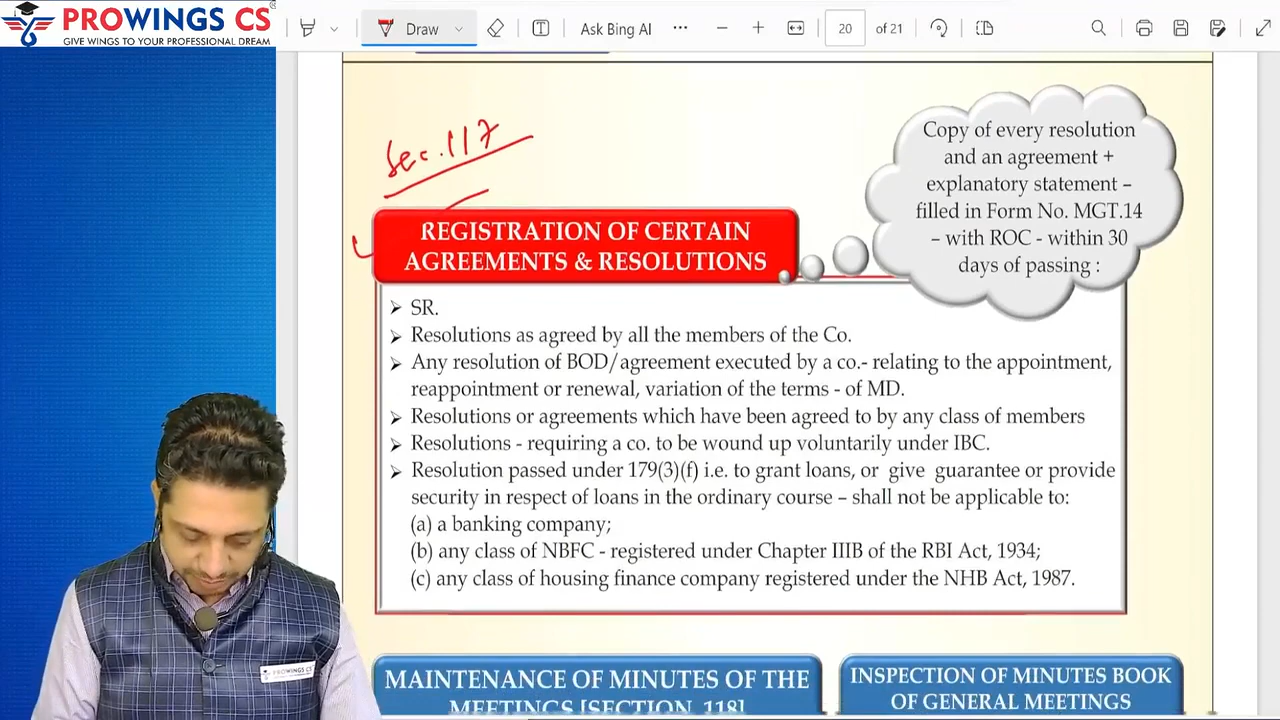 PROWINGS CS
GIVE WINGS TO YOUR PROFESSIONAL DREAM
Draw
Ask Bing AI
20
of 21
Sec. 117
Copy of every resolution
and an agreement +
explanatory statement –
filled in Form No. MGT.14
– with ROC - within 30
days of passing :
REGISTRATION OF CERTAIN
AGREEMENTS & RESOLUTIONS
➢ SR.
➢ Resolutions as agreed by all the members of the Co.
➢ Any resolution of BOD/agreement executed by a co.- relating to the appointment,
reappointment or renewal, variation of the terms - of MD.
➢ Resolutions or agreements which have been agreed to by any class of members
➢ Resolutions - requiring a co. to be wound up voluntarily under IBC.
➢ Resolution passed under 179(3)(f) i.e. to grant loans, or give guarantee or provide
security in respect of loans in the ordinary course – shall not be applicable to:
(a) a banking company;
(b) any class of NBFC - registered under Chapter IIIB of the RBI Act, 1934;
(c) any class of housing finance company registered under the NHB Act, 1987.
MAINTENANCE OF MINUTES OF THE
MEETINGS [SECTION 118]
INSPECTION OF MINUTES BOOK
F GENERAL MEETINGS
PROWINGS CS